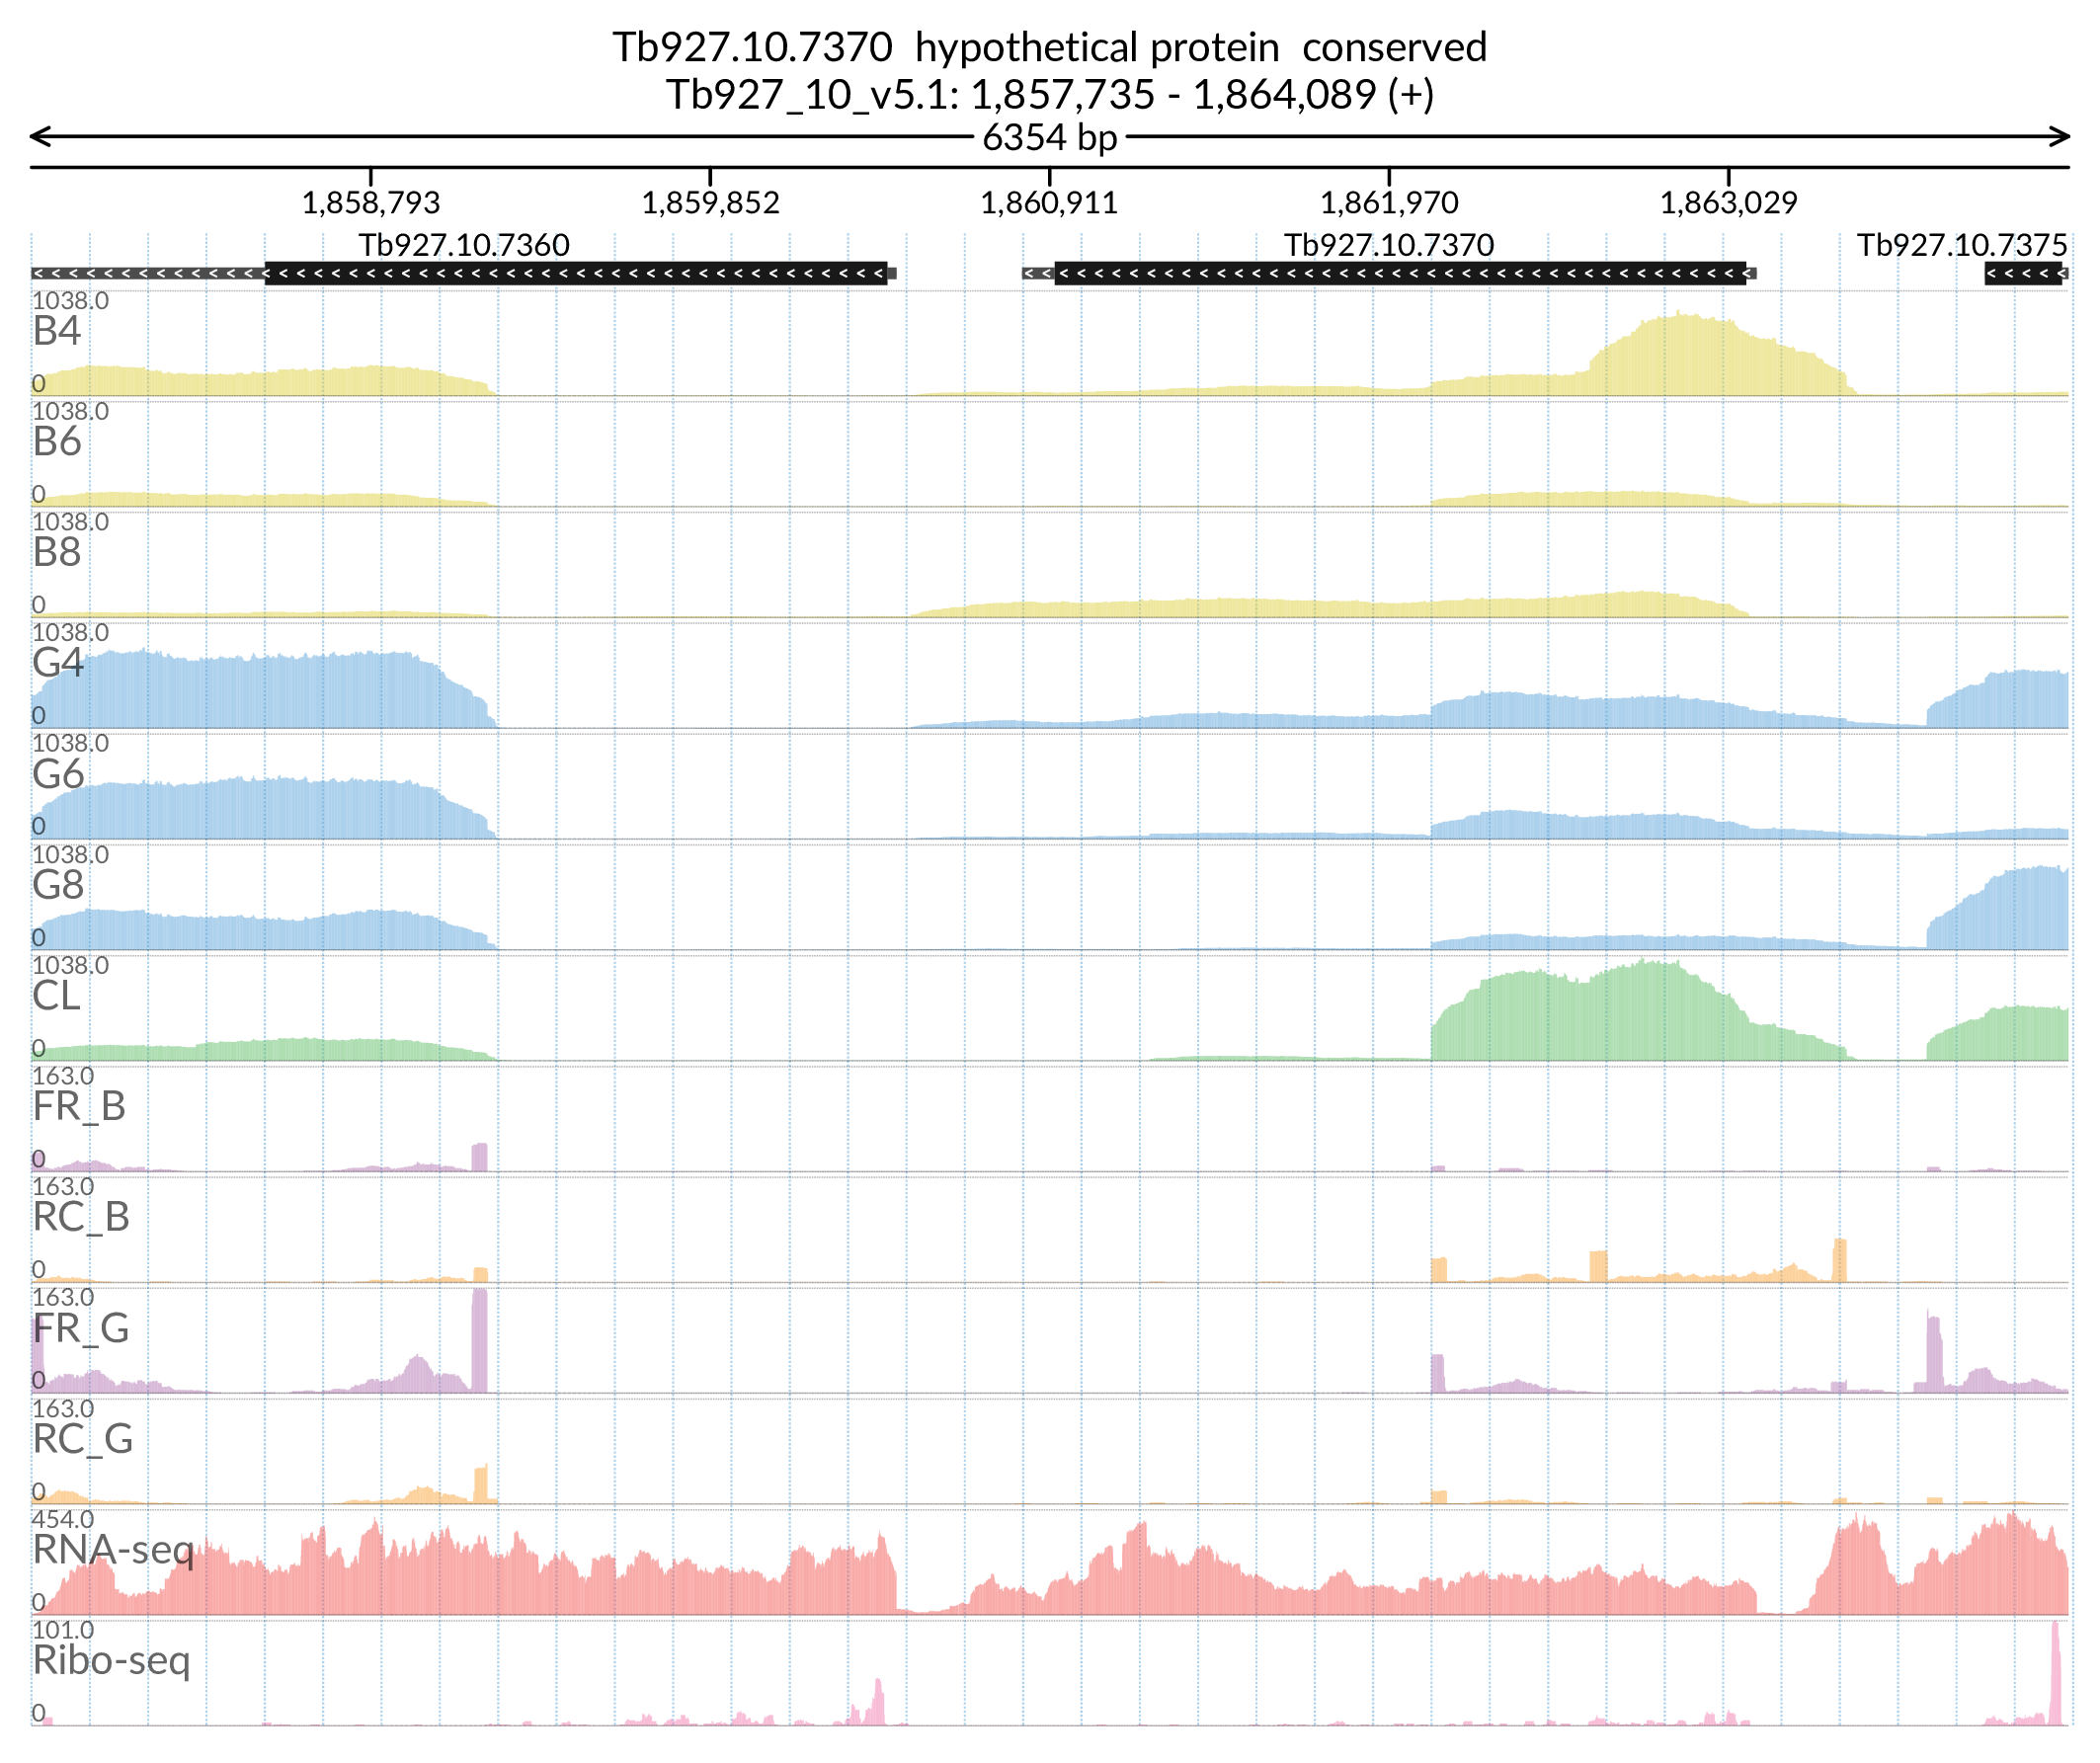 Tb927.10.7370  hypothetical protein  conserved
Tb927_10_v5.1: 1,857,735 - 1,864,089 (+)
6354 bp
1,858,793 1,859,852 1,860,911 1,861,970 1,863,029
Tb927.10.7360 Tb927.10.7370 Tb927.10.7375
1038.0
B4
0
1038.0
B6
0
1038.0
B8
0
1038.0
G4
0
1038.0
G6
0
1038.0
G8
0
1038.0
CL
0
163.0
FR_B
0
163.0
RC_B
0
163.0
FR_G
0
163.0
RC_G
0
454.0
RNA-seq
0
101.0
Ribo-seq
0